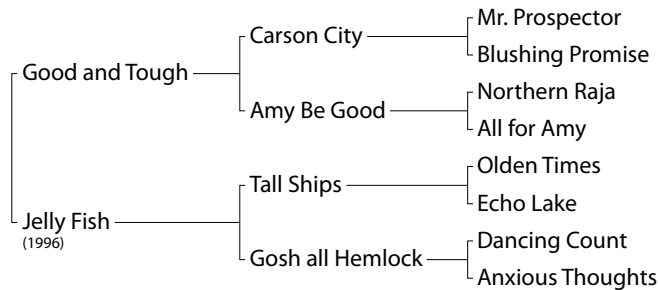 Mr. Prospector
Carson City
Blushing Promise
Good and Tough
Northern Raja
Amy Be Good
All for Amy
Olden Times
Tall Ships
Echo Lake
Jelly Fish
(1996)
Dancing Count
Gosh all Hemlock
Anxious Thoughts